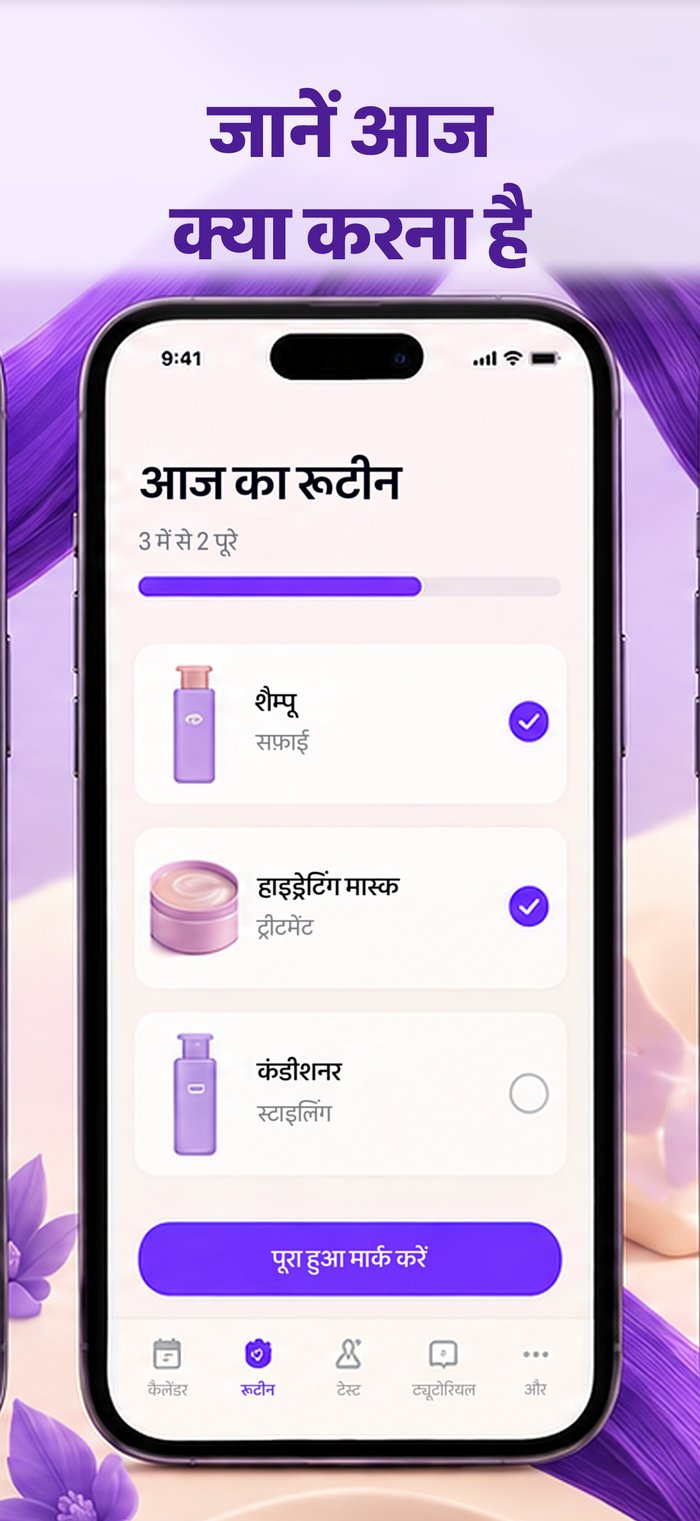 जानें आज
क्या करना है
9:41
आज का रूटीन
3 में से 2 पूरे
शैम्पू
सफ़ाई
हाइड्रेटिंग मास्क
ट्रीटमेंट
कंडीशनर
स्टाइलिंग
पूरा हुआ मार्क करें
कैलेंडर
रूटीन
टेस्ट
ट्यूटोरियल
और